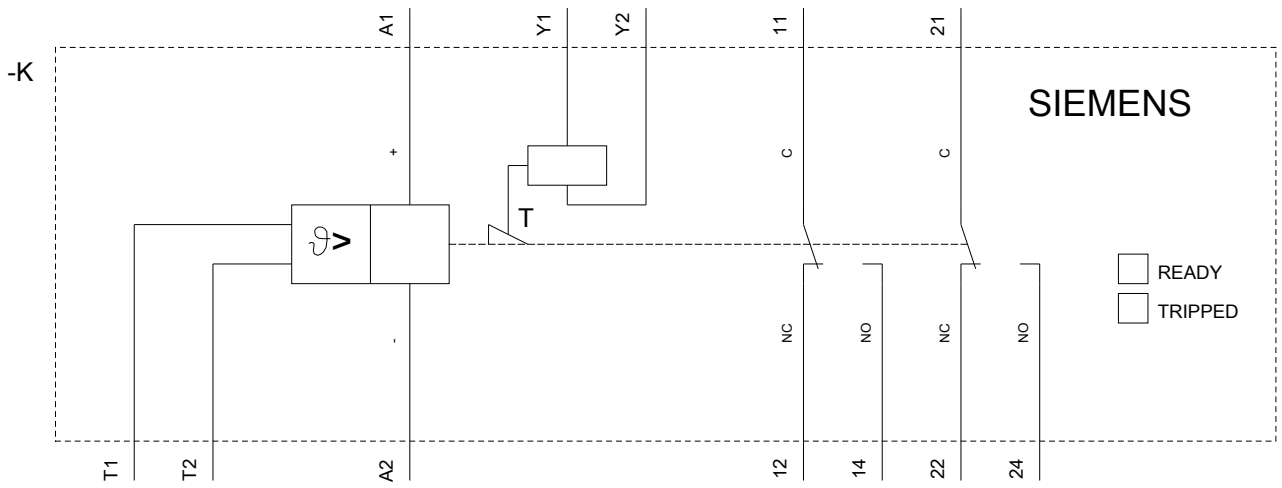 A1
Y1
Y2
11
21
-K
SIEMENS
+
C
C
T
ϑ>
READY
TRIPPED
-
NC
NO
NC
NO
T1
T2
A2
12
14
22
24